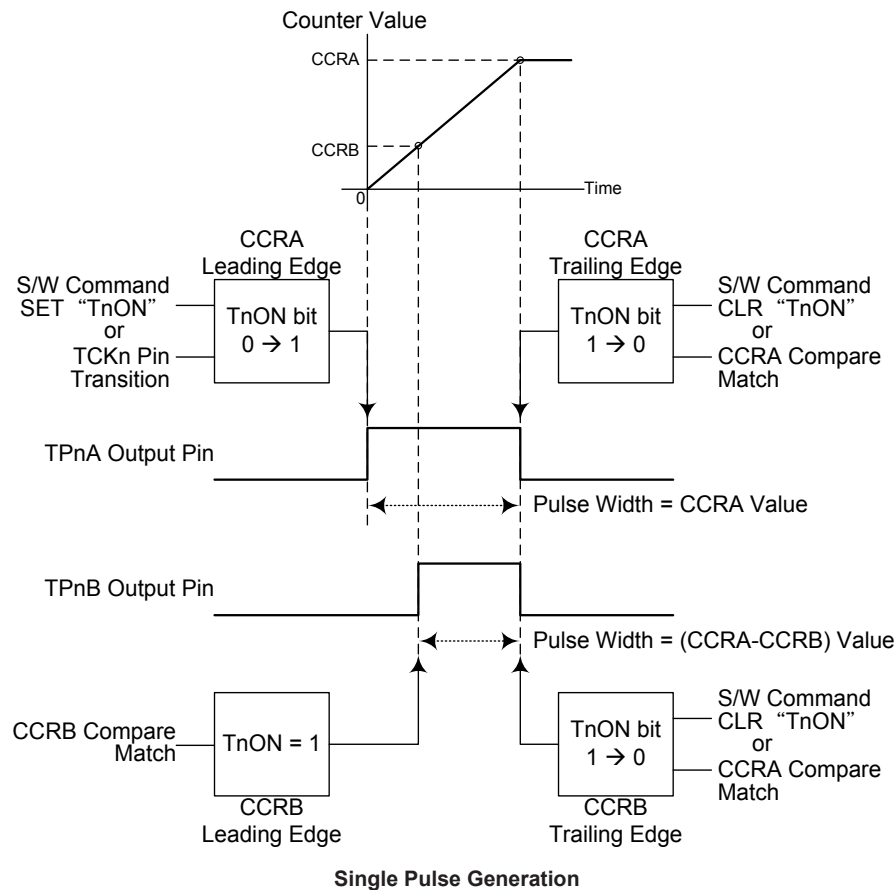 Counter Value
CCRA
CCRB
0
Time
CCRA
Leading Edge
CCRA
Trailing Edge
S/W Command
SET “TnON”
or
TCKn Pin
Transition
TnON bit
0 → 1
TnON bit
1 → 0
S/W Command
CLR “TnON”
or
CCRA Compare
Match
TPnA Output Pin
Pulse Width = CCRA Value
TPnB Output Pin
Pulse Width = (CCRA-CCRB) Value
CCRB Compare
Match
TnON = 1
TnON bit
1 → 0
S/W Command
CLR “TnON”
or
CCRA Compare
Match
CCRB
Leading Edge
CCRB
Trailing Edge
Single Pulse Generation